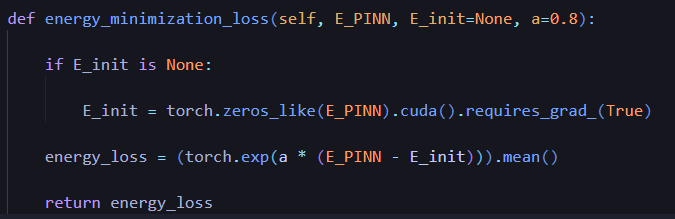 def energy_minimization_loss(self, E_PINN, E_init=None, a=0.8):
if E_init is None:
E_init = torch.zeros_like(E_PINN).cuda().requires_grad_(True)
energy_loss = (torch.exp(a * (E_PINN - E_init))).mean()
return energy_loss